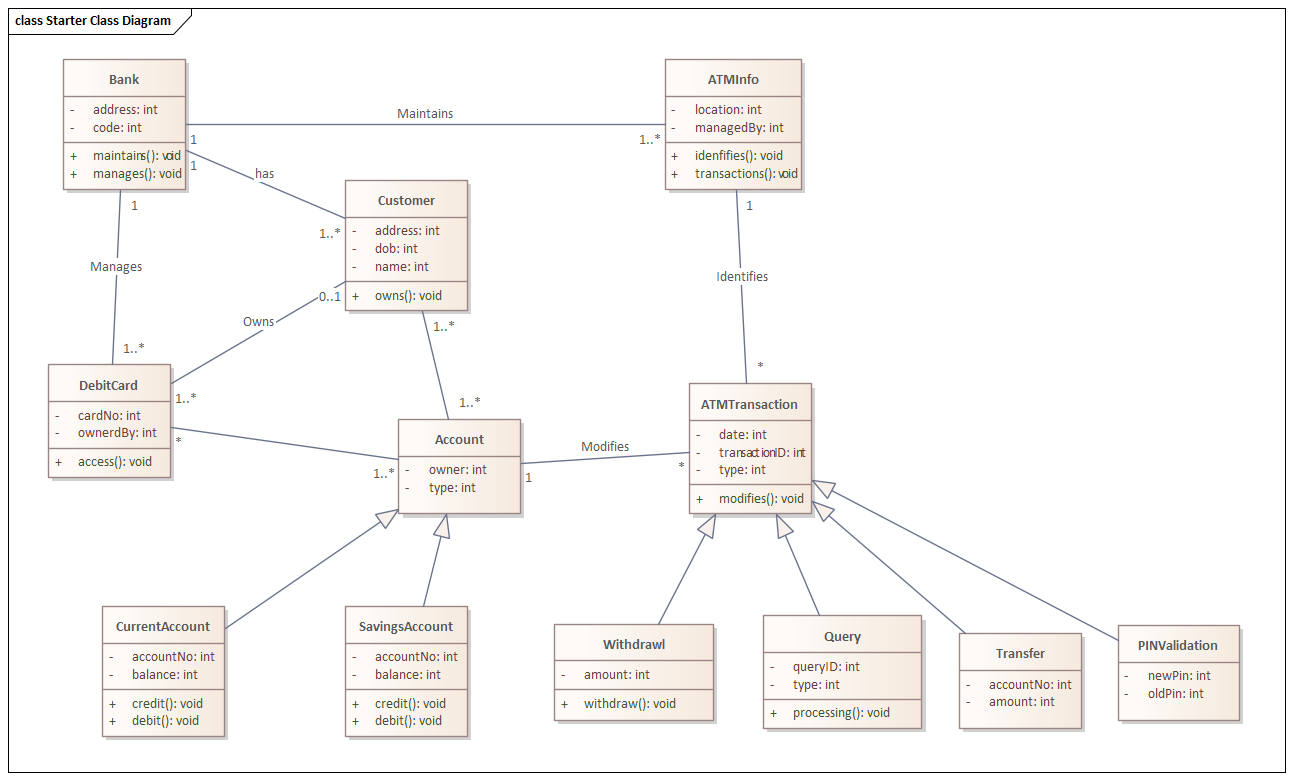 class Starter Class Diagram
Bank
- address: int
- code: int
+ maintains(): void
+ manages(): void
ATMInfo
- location: int
- managedBy: int
+ idenfifies(): void
+ transactions(): void
Maintains
1
1..*
1
has
1..*
Customer
- address: int
- dob: int
- name: int
+ owns(): void
1
Manages
1..*
0..1
Owns
1..*
1..*
1..*
1
Identifies
*
DebitCard
- cardNo: int
- ownerdBy: int
+ access(): void
*
1..*
Account
- owner: int
- type: int
1
Modifies
*
ATMTransaction
- date: int
- transactionID: int
- type: int
+ modifies(): void
CurrentAccount
- accountNo: int
- balance: int
+ credit(): void
+ debit(): void
SavingsAccount
- accountNo: int
- balance: int
+ credit(): void
+ debit(): void
Withdrawl
- amount: int
+ withdraw(): void
Query
- queryID: int
- type: int
+ processing(): void
Transfer
- accountNo: int
- amount: int
PINValidation
- newPin: int
- oldPin: int